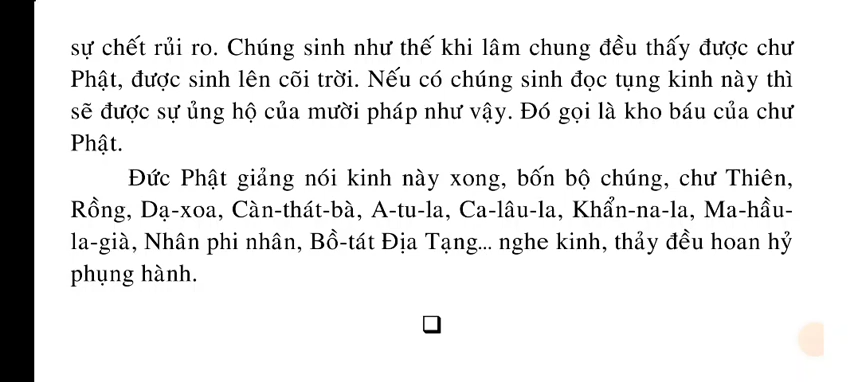 sự chết rủi ro. Chúng sinh như thế khi lâm chung đều thấy được chư
Phật, được sinh lên cõi trời. Nếu có chúng sinh đọc tụng kinh này thì
sẽ được sự ủng hộ của mười pháp như vậy. Đó gọi là kho báu của chư
Phật.
Đức Phật giảng nói kinh này xong, bốn bộ chúng, chư Thiên,
Rồng, Dạ-xoa, Càn-thát-bà, A-tu-la, Ca-lâu-la, Khẩn-na-la, Ma-hầu-
la-già, Nhân phi nhân, Bồ-tát Địa Tạng... nghe kinh, thảy đều hoan hỷ
phụng hành.